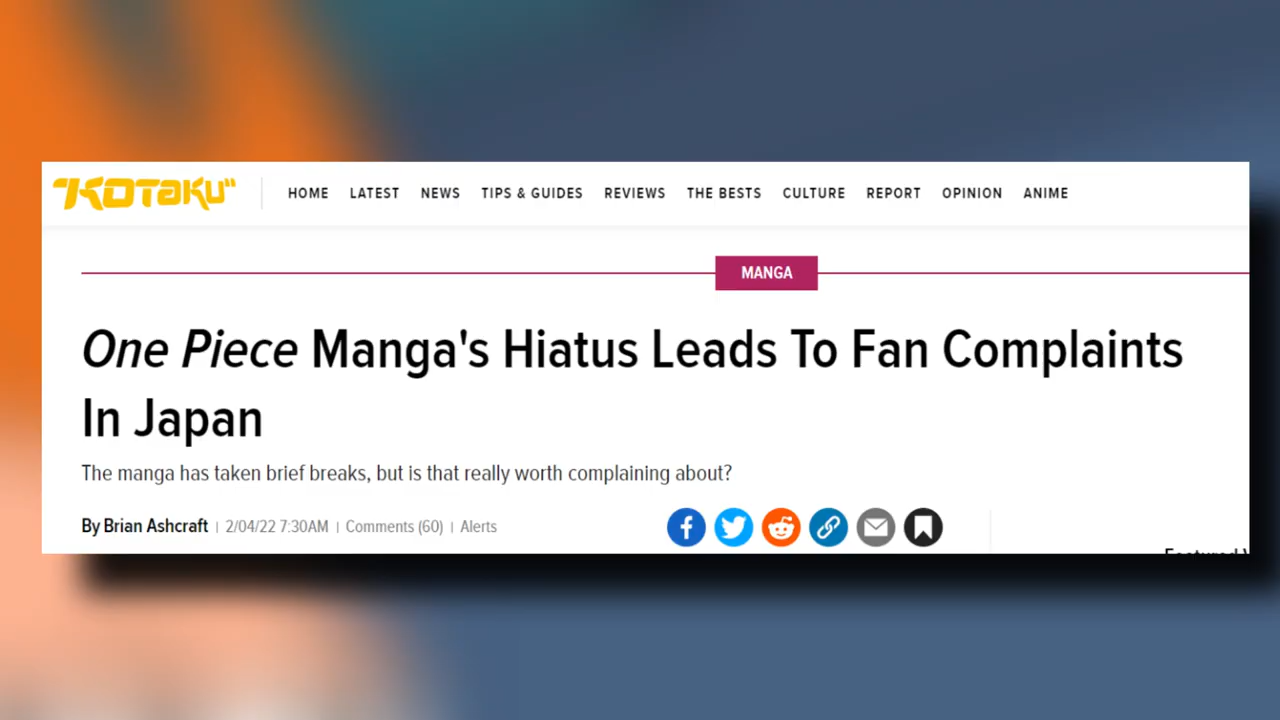 "KOTAKU" HOME LATEST NEWS TIPS & GUIDES REVIEWS THE BESTS CULTURE REPORT OPINION ANIME
MANGA
One Piece Manga's Hiatus Leads To Fan Complaints
In Japan
The manga has taken brief breaks, but is that really worth complaining about?
By Brian Ashcraft | 2/04/22 7:30AM | Comments (60) | Alerts